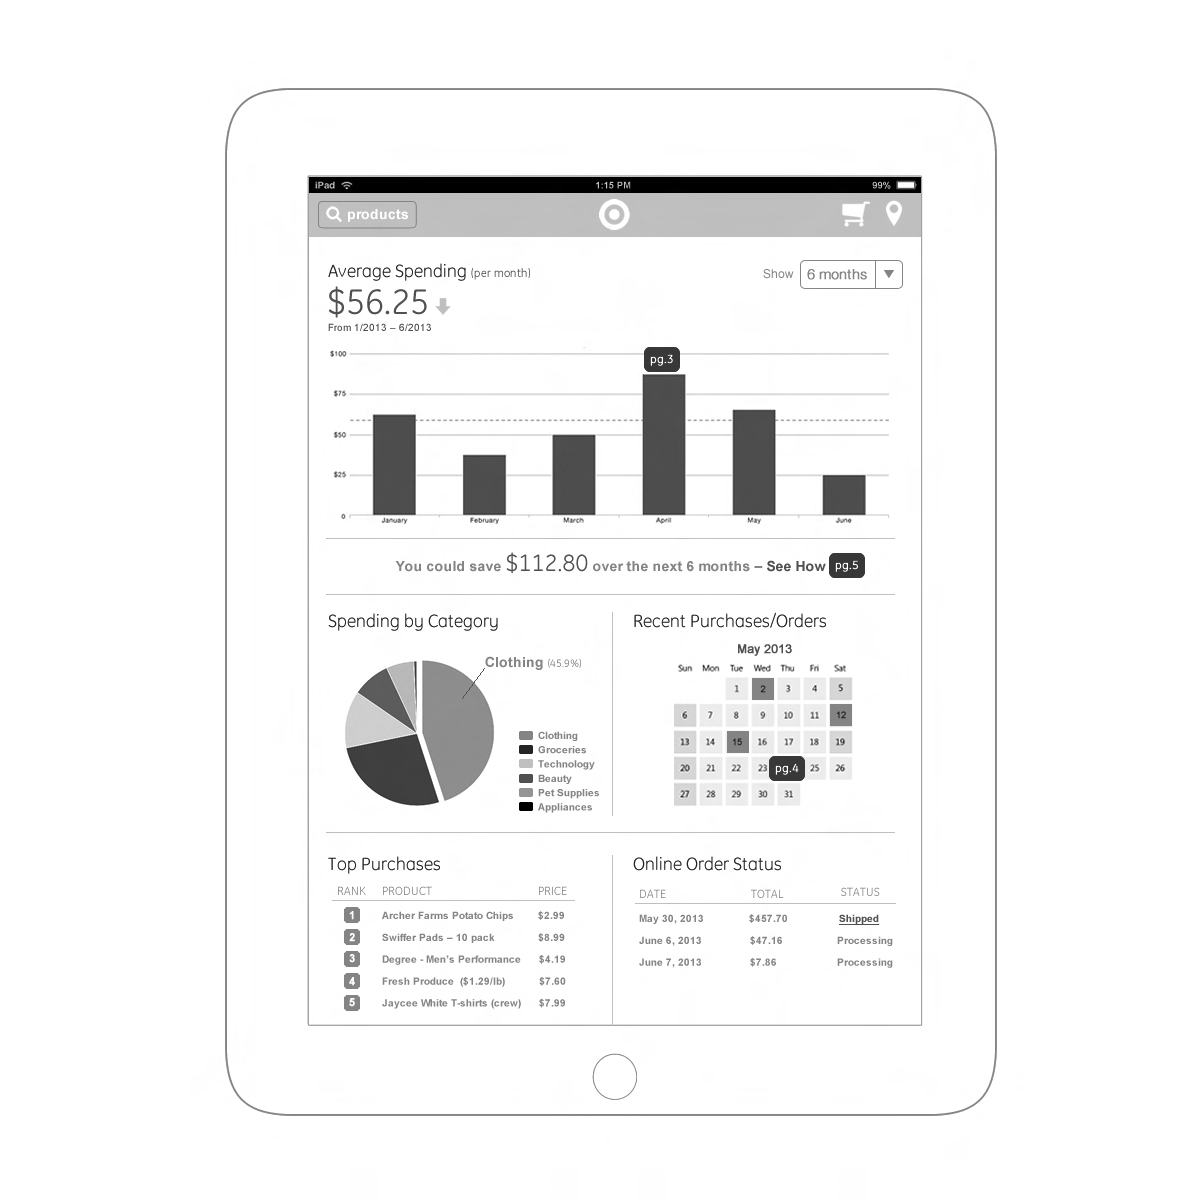 iPad 1:15 PM 99%
products
Average Spending (per month)
Show 6 months
$56.25
From 1/2013 – 6/2013
$100
pg.3
$75
$50
$25
0
January February March April May June
You could save $112.80 over the next 6 months – See How pg.5
Spending by Category
Clothing (45.9%)
Clothing
Groceries
Technology
Beauty
Pet Supplies
Appliances
Recent Purchases/Orders
May 2013
Sun Mon Tue Wed Thu Fri Sat
1 2 3 4 5
6 7 8 9 10 11 12
13 14 15 16 17 18 19
20 21 22 23 pg.4 25 26
27 28 29 30 31
Top Purchases
RANK PRODUCT PRICE
1 Archer Farms Potato Chips $2.99
2 Swiffer Pads – 10 pack $8.99
3 Degree - Men's Performance $4.19
4 Fresh Produce ($1.29/lb) $7.60
5 Jaycee White T-shirts (crew) $7.99
Online Order Status
DATE TOTAL STATUS
May 30, 2013 $457.70 Shipped
June 6, 2013 $47.16 Processing
June 7, 2013 $7.86 Processing